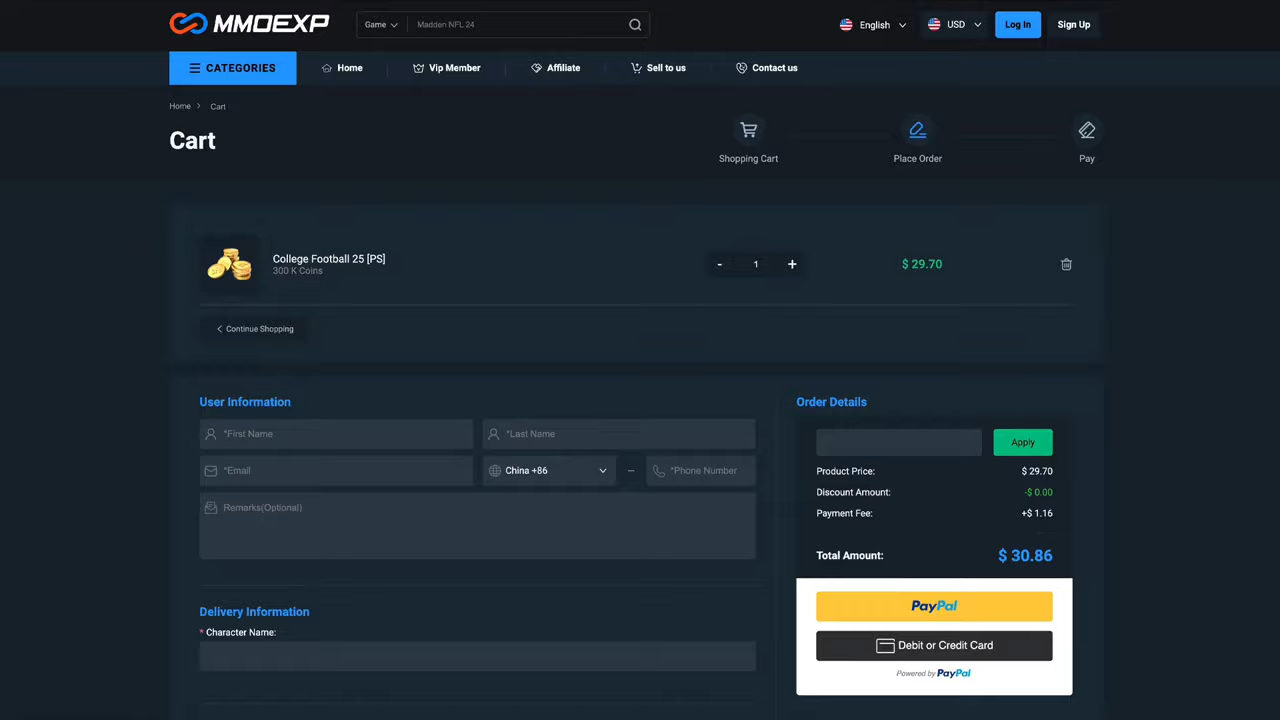 MMOEXP
Game
Madden NFL 24
English
USD
Log In
Sign Up
CATEGORIES
Home
Vip Member
Affiliate
Sell to us
Contact us
Home > Cart
Cart
Shopping Cart
Place Order
Pay
College Football 25 [PS]
300 K Coins
- 1 +
$ 29.70
Continue Shopping
User Information
*First Name
*Last Name
*Email
China +86
*Phone Number
Remarks(Optional)
Delivery Information
* Character Name:
Order Details
Apply
Product Price: $ 29.70
Discount Amount: -$ 0.00
Payment Fee: +$ 1.16
Total Amount: $ 30.86
PayPal
Debit or Credit Card
Powered by PayPal